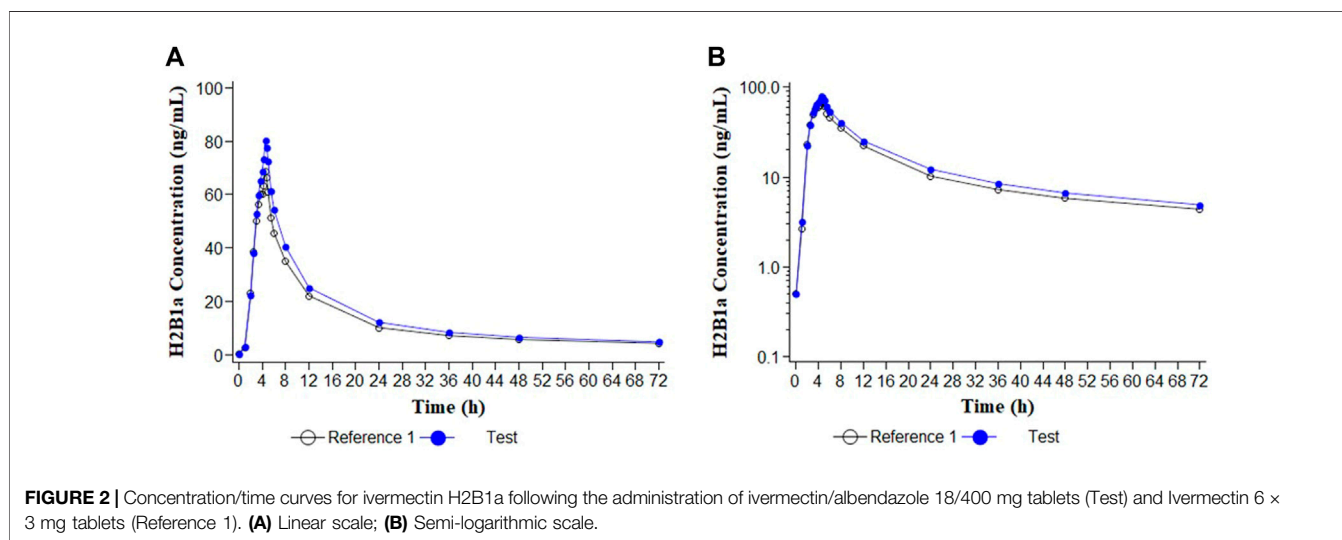 A
H2B1a Concentration (ng/mL)
100
80
60
40
20
0
0 4 8 12 16 20 24 28 32 36 40 44 48 52 56 60 64 68 72
Time (h)
Reference 1 Test
B
H2B1a Concentration (ng/mL)
100.0
10
1.0
0.1
0 4 8 12 16 20 24 28 32 36 40 44 48 52 56 60 64 68 72
Time (h)
Reference 1 Test
FIGURE 2 | Concentration/time curves for ivermectin H2B1a following the administration of ivermectin/albendazole 18/400 mg tablets (Test) and Ivermectin 6 ×
3 mg tablets (Reference 1). (A) Linear scale; (B) Semi-logarithmic scale.